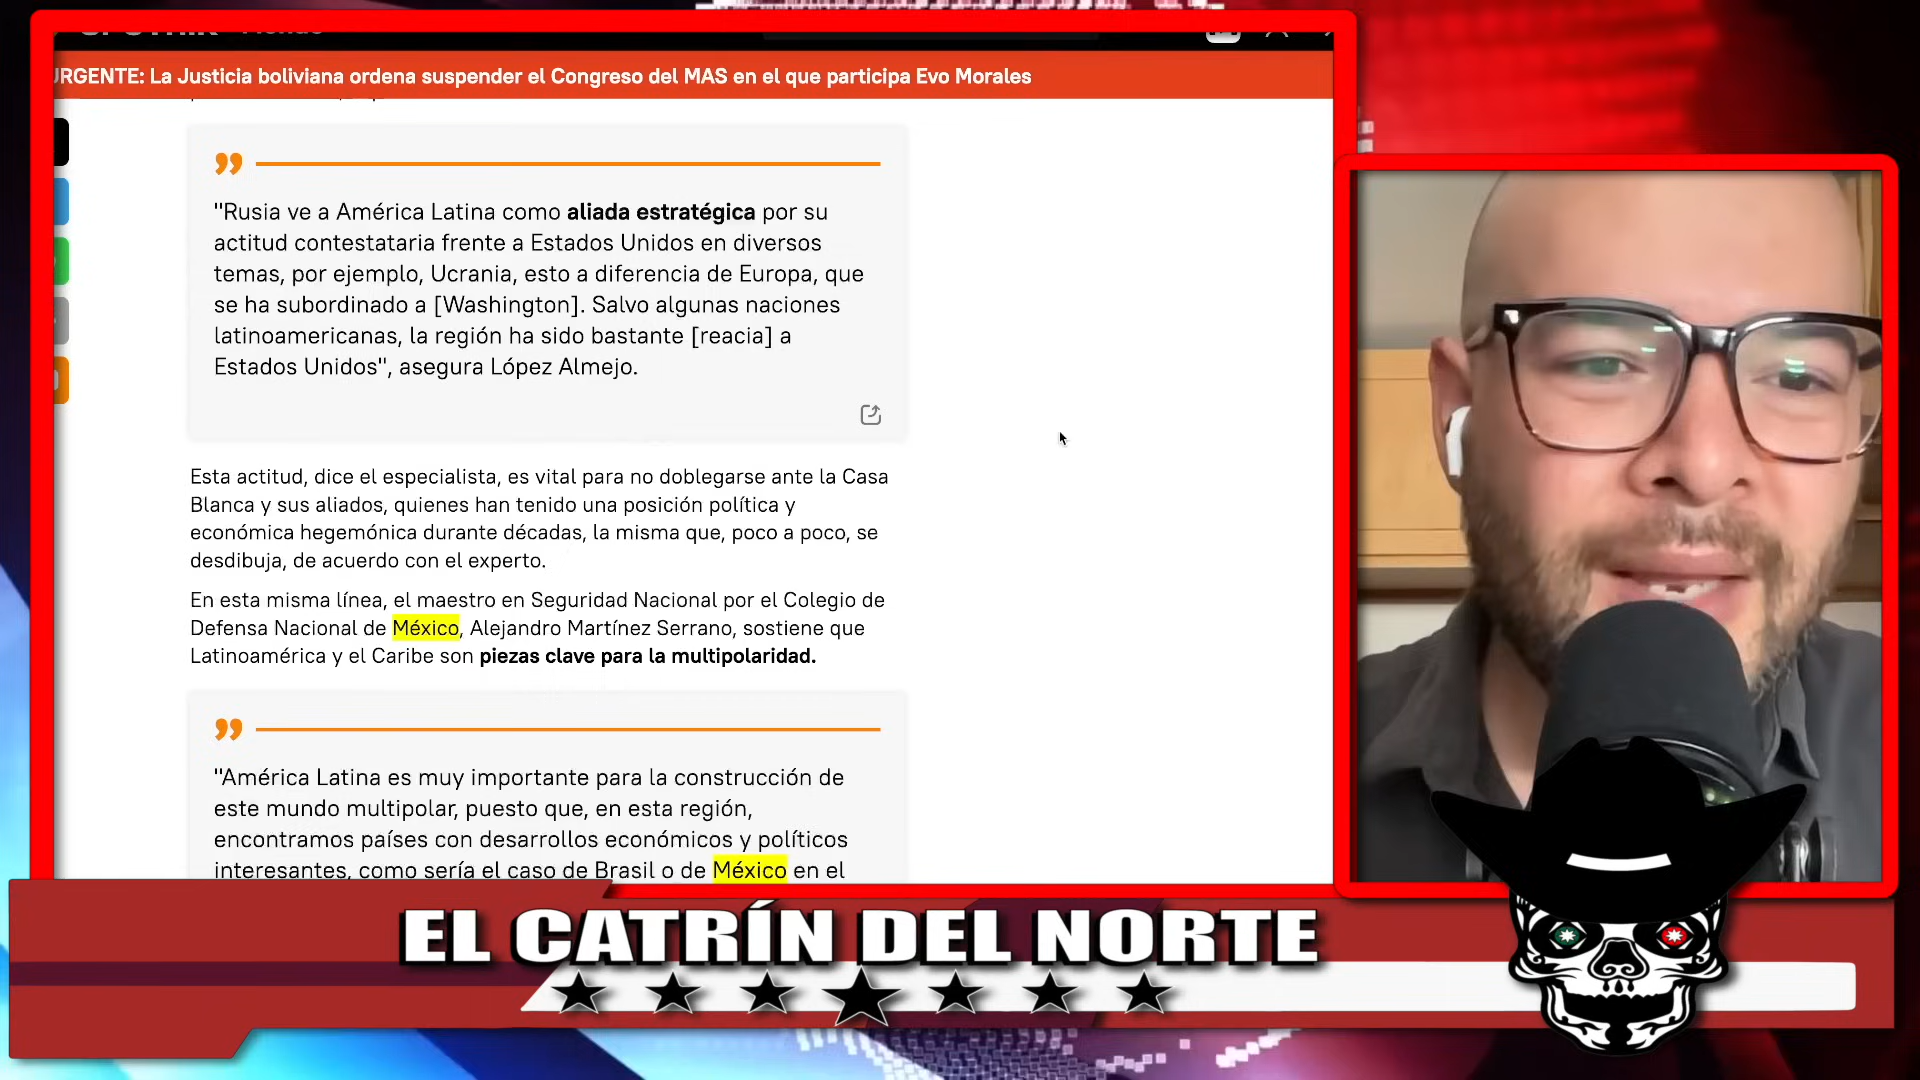 URGENTE: La Justicia boliviana ordena suspender el Congreso del MAS en el que participa Evo Morales
"Rusia ve a América Latina como aliada estratégica por su
actitud contestataria frente a Estados Unidos en diversos
temas, por ejemplo, Ucrania, esto a diferencia de Europa, que
se ha subordinado a [Washington]. Salvo algunas naciones
latinoamericanas, la región ha sido bastante [reacia] a
Estados Unidos", asegura López Almejo.
Esta actitud, dice el especialista, es vital para no doblegarse ante la Casa
Blanca y sus aliados, quienes han tenido una posición política y
económica hegemónica durante décadas, la misma que, poco a poco, se
desdibuja, de acuerdo con el experto.
En esta misma línea, el maestro en Seguridad Nacional por el Colegio de
Defensa Nacional de México, Alejandro Martínez Serrano, sostiene que
Latinoamérica y el Caribe son piezas clave para la multipolaridad.
"América Latina es muy importante para la construcción de
este mundo multipolar, puesto que, en esta región,
encontramos países con desarrollos económicos y políticos
interesantes, como sería el caso de Brasil o de México en el
EL CATRÍN DEL NORTE